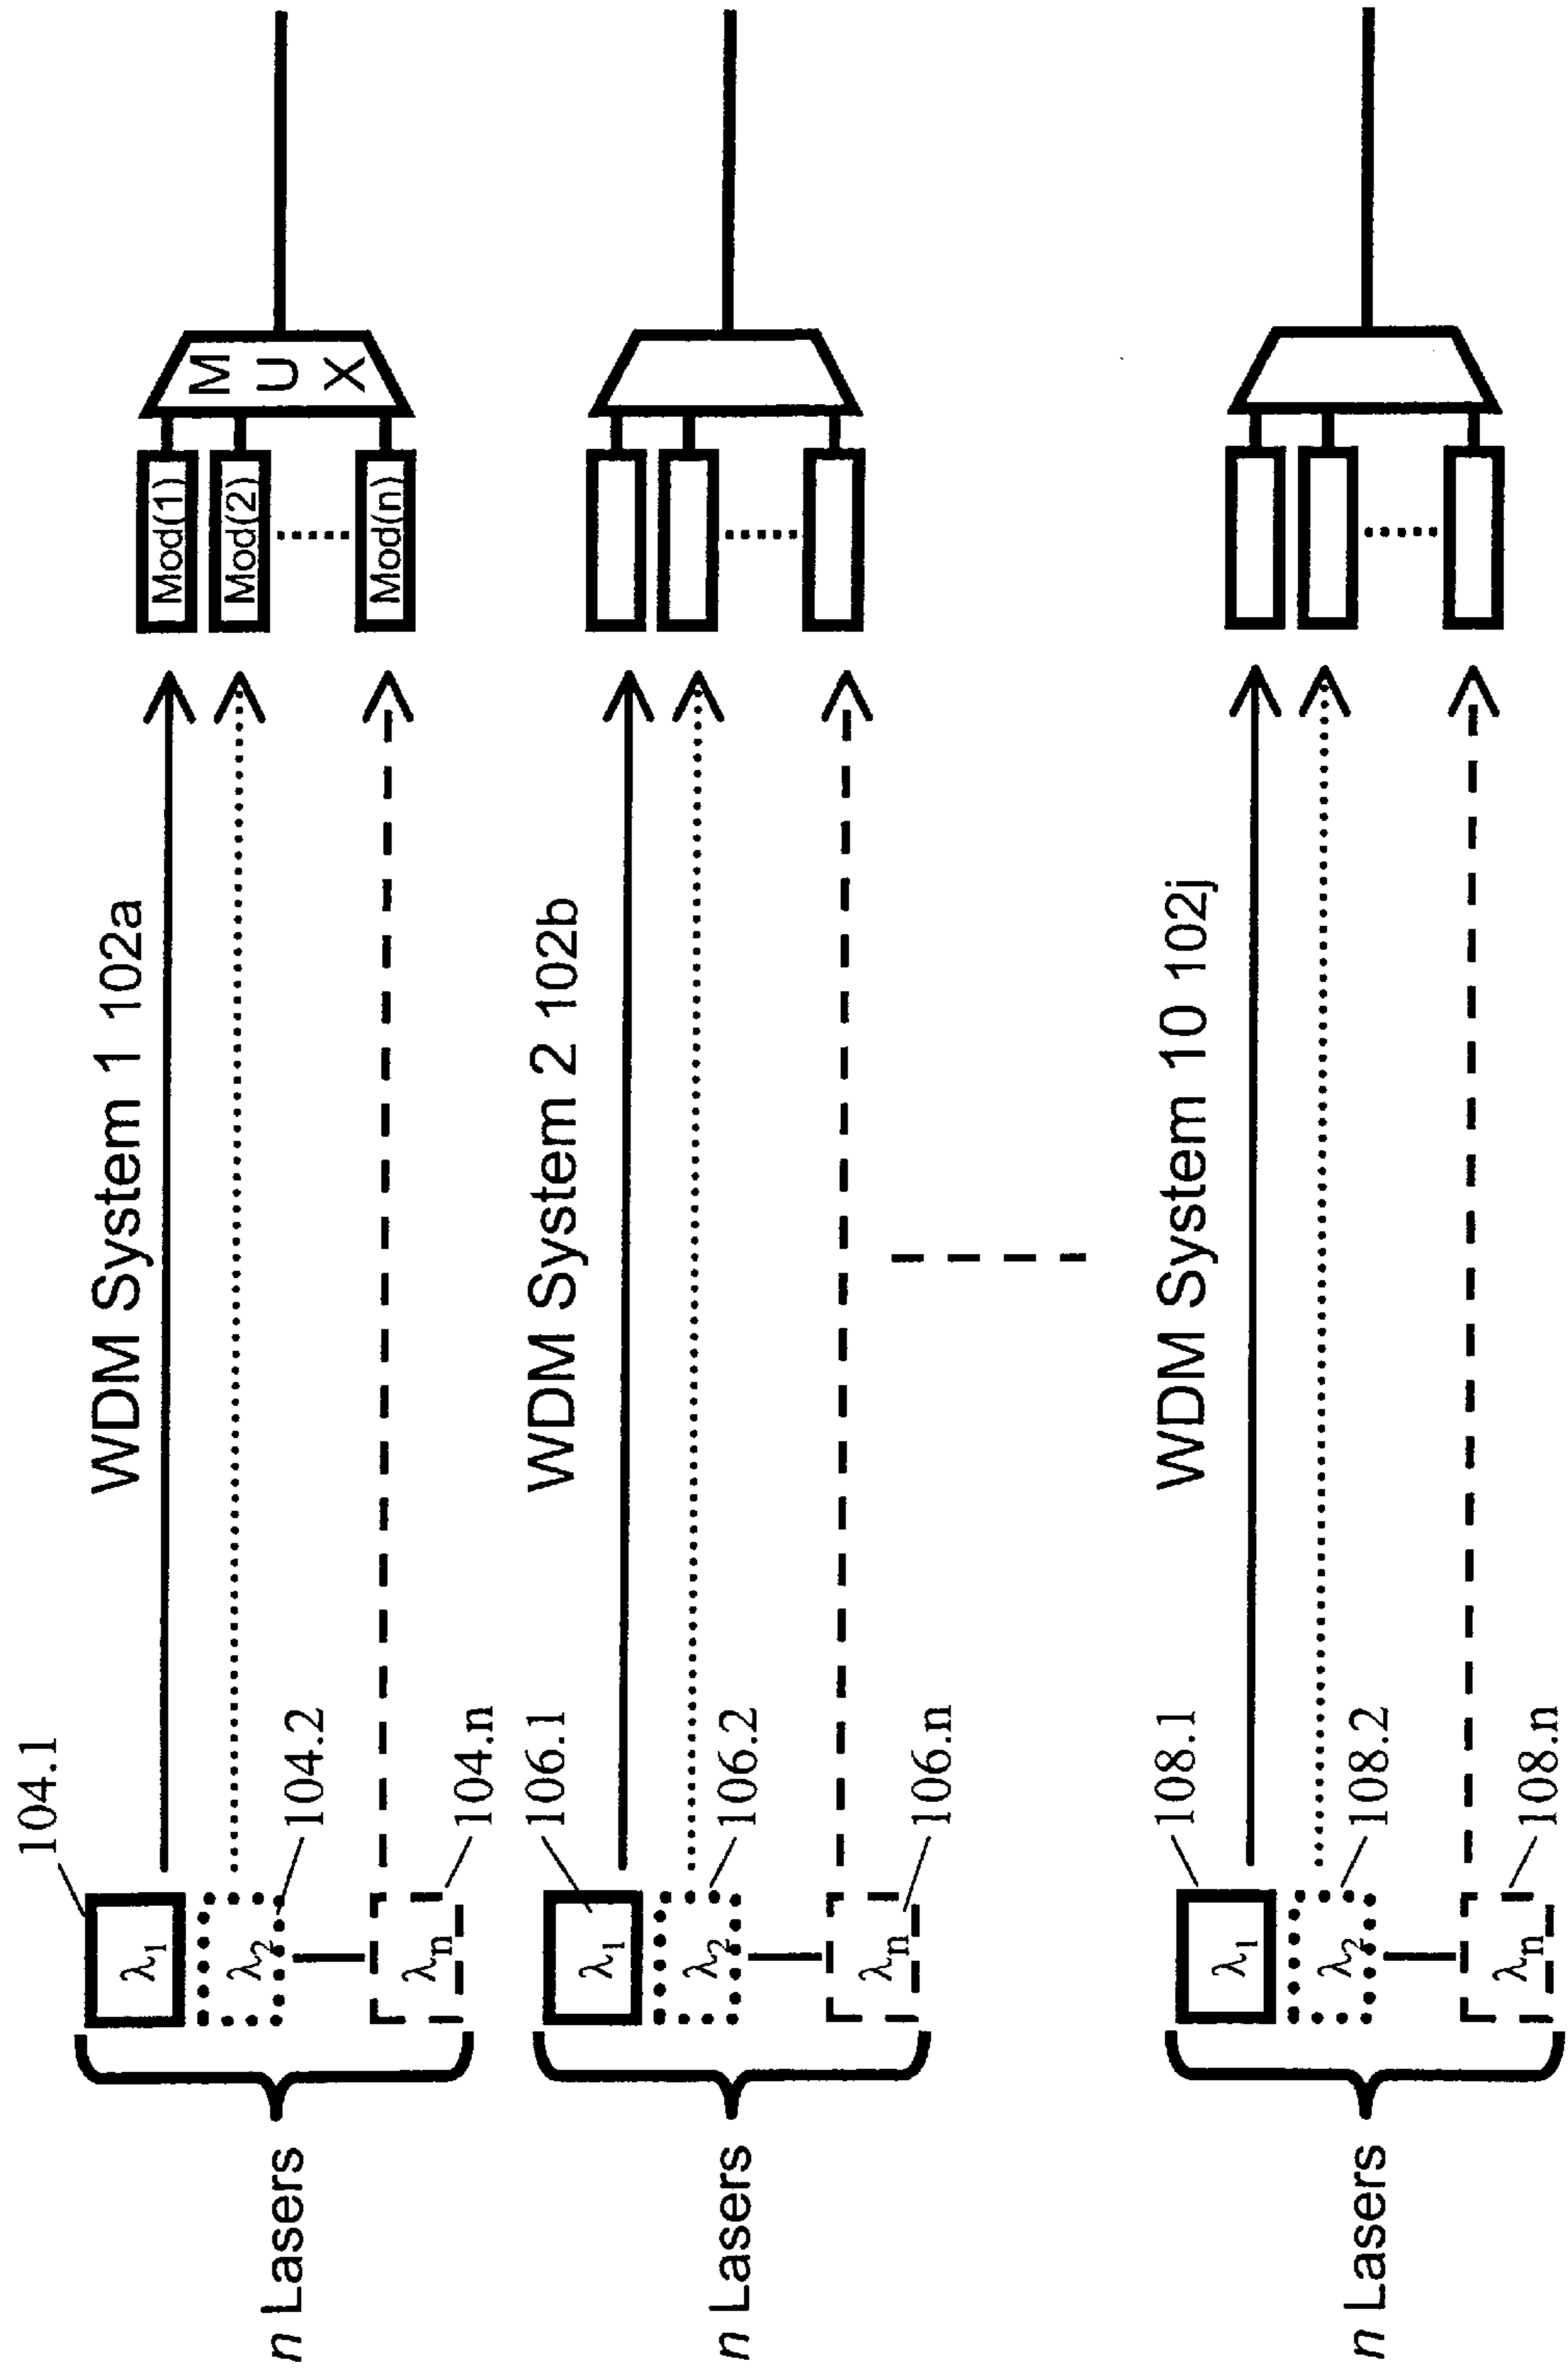 104.1
WDM System 1 102a
λ1
Mod(1)
λ2
104.2
Mod(2)
λn
104.n
Mod(n)
MUX
n Lasers
WDM System 2 102b
106.1
λ1
λ2
106.2
λn
106.n
n Lasers
WDM System 10 102j
108.1
λ1
λ2
108.2
λn
108.n
n Lasers